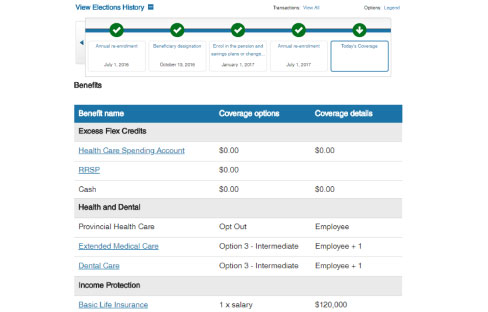 View Elections History
Transactions: View All
Options: Legend
Annual re-enrolment
July 1, 2016
Beneficiary designation
October 19, 2016
Enrol in the pension and
savings plans or change...
January 1, 2017
Annual re-enrolment
July 1, 2017
Today's Coverage
Benefits
Benefit name Coverage options Coverage details
Excess Flex Credits
Health Care Spending Account $0.00 $0.00
RRSP $0.00
Cash $0.00 $0.00
Health and Dental
Provincial Health Care Opt Out Employee
Extended Medical Care Option 3 - Intermediate Employee + 1
Dental Care Option 3 - Intermediate Employee + 1
Income Protection
Basic Life Insurance 1 x salary $120,000